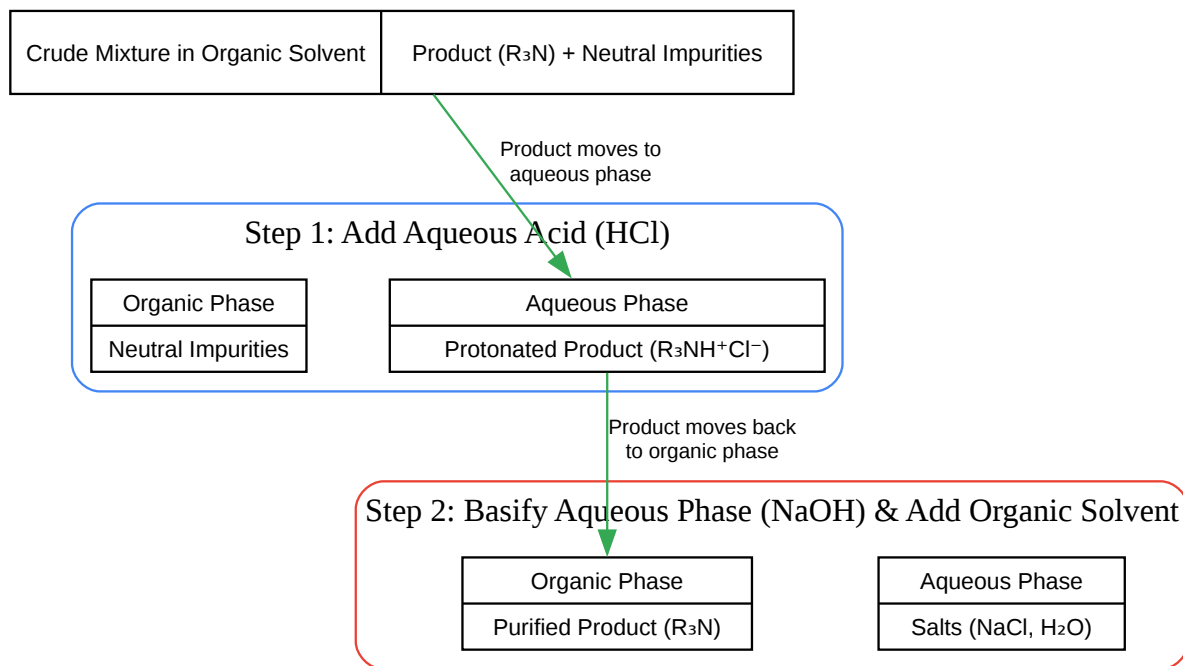 Crude Mixture in Organic Solvent
Product (R₃N) + Neutral Impurities
Product moves to
aqueous phase
Step 1: Add Aqueous Acid (HCl)
Organic Phase
Neutral Impurities
Aqueous Phase
Protonated Product (R₃NH⁺Cl⁻)
Product moves back
to organic phase
Step 2: Basify Aqueous Phase (NaOH) & Add Organic Solvent
Organic Phase
Purified Product (R₃N)
Aqueous Phase
Salts (NaCl, H₂O)